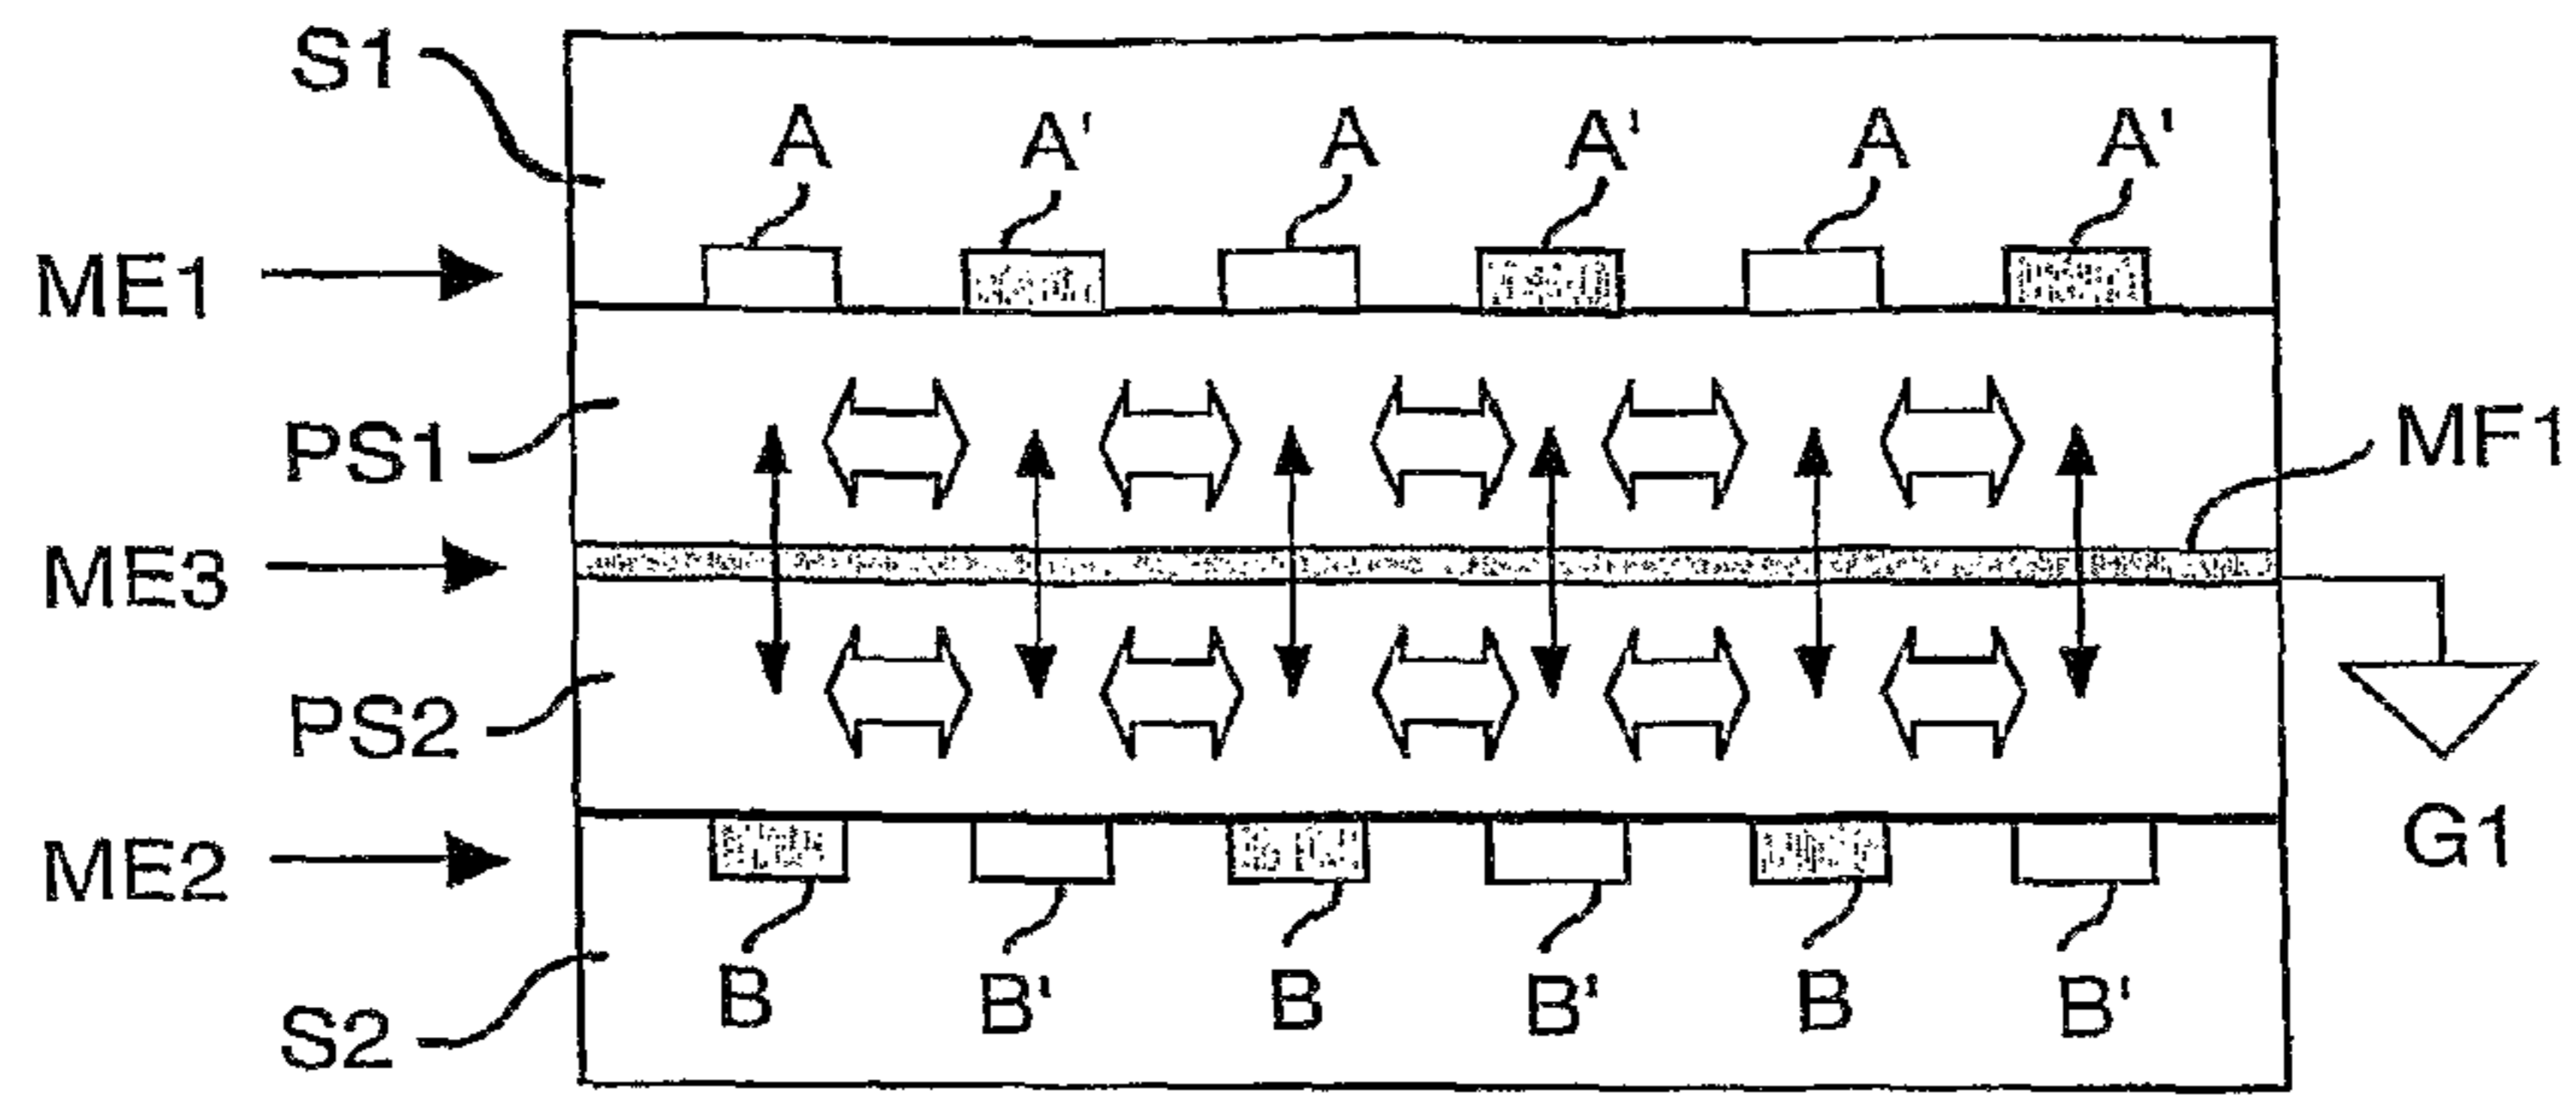 S1
A A' A A' A A'
ME1
PS1
MF1
ME3
PS2
ME2
G1
B B' B B' B B'
S2